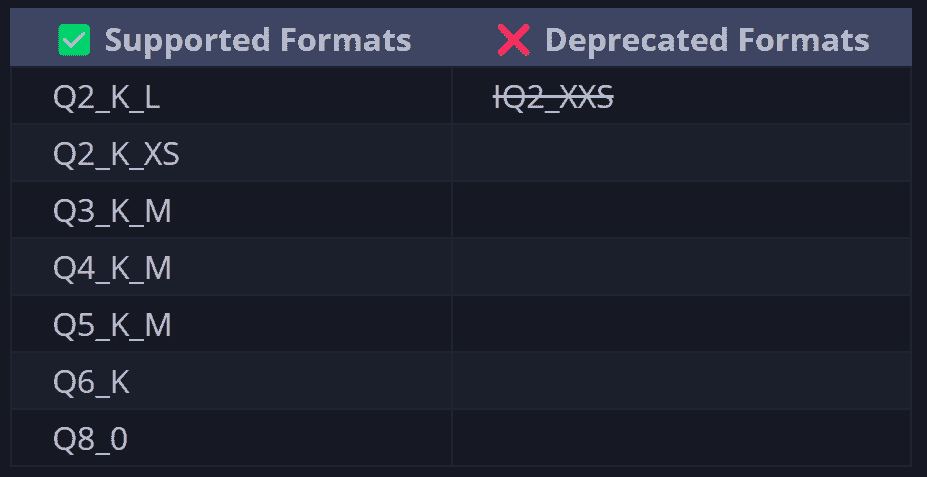 ✅ Supported Formats ❌ Deprecated Formats
Q2_K_L IQ2_XXS
Q2_K_XS
Q3_K_M
Q4_K_M
Q5_K_M
Q6_K
Q8_0